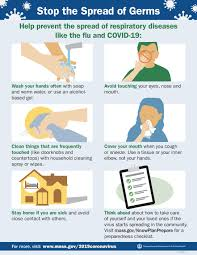 Stop the Spread of Germs
Help prevent the spread of respiratory diseases
like the flu and COVID-19:
Wash your hands often with soap
and warm water, or use an alcohol-
based gel!
Avoid touching your eyes, nose and
mouth.
Clean things that are frequently
touched (like doorknobs and
countertops) with household cleaning
spray or wipes.
Cover your mouth when you cough
or sneeze. Use a tissue or your inner
elbow, not your hands.
Stay home if you are sick and avoid
close contact with others.
Think ahead about how to take care
of yourself and your loved ones if the
virus starts spreading in the community.
Visit mass.gov/KnowPlanPrepare for a
preparedness checklist.
For more, visit: www.mass.gov/2019coronavirus